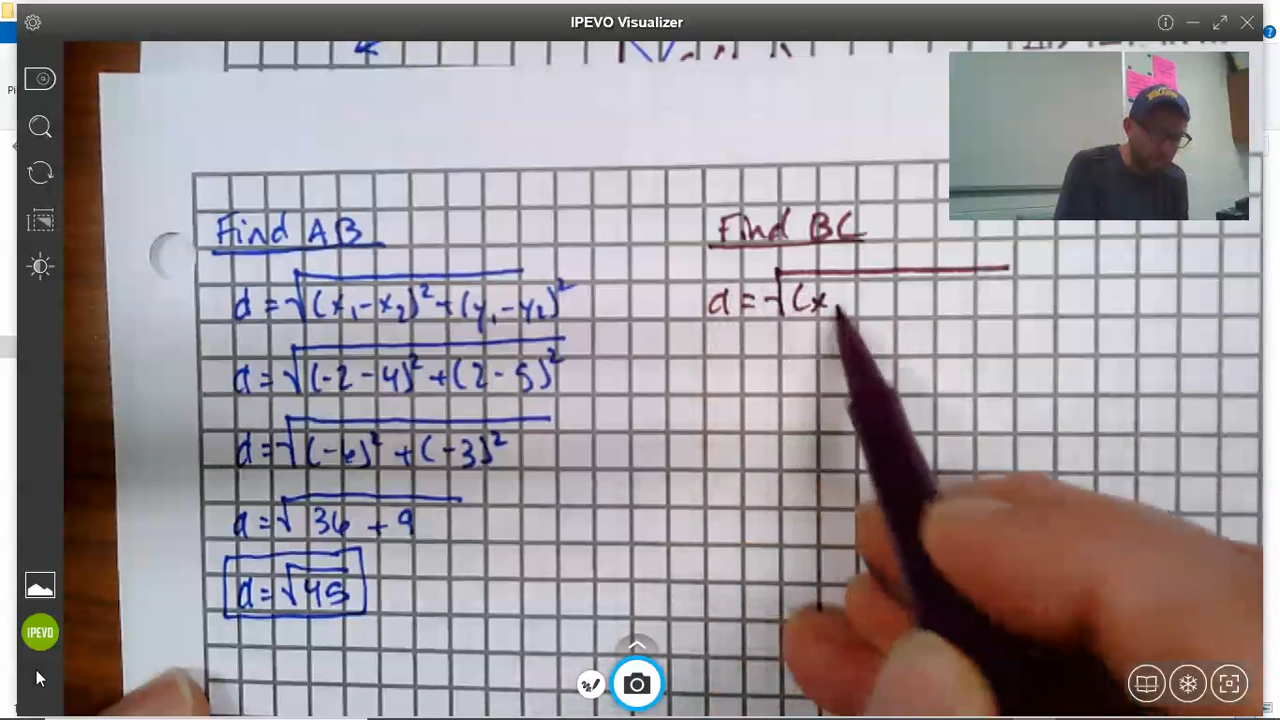 IPEVO Visualizer
Find AB
d = √(x₁ - x₂)² + (y₁ - y₂)²
d = √(-2 - 4)² + (2 - 5)²
d = √(-6)² + (-3)²
d = √36 + 9
d = √45
Find BC
d = √(x
IPEVO